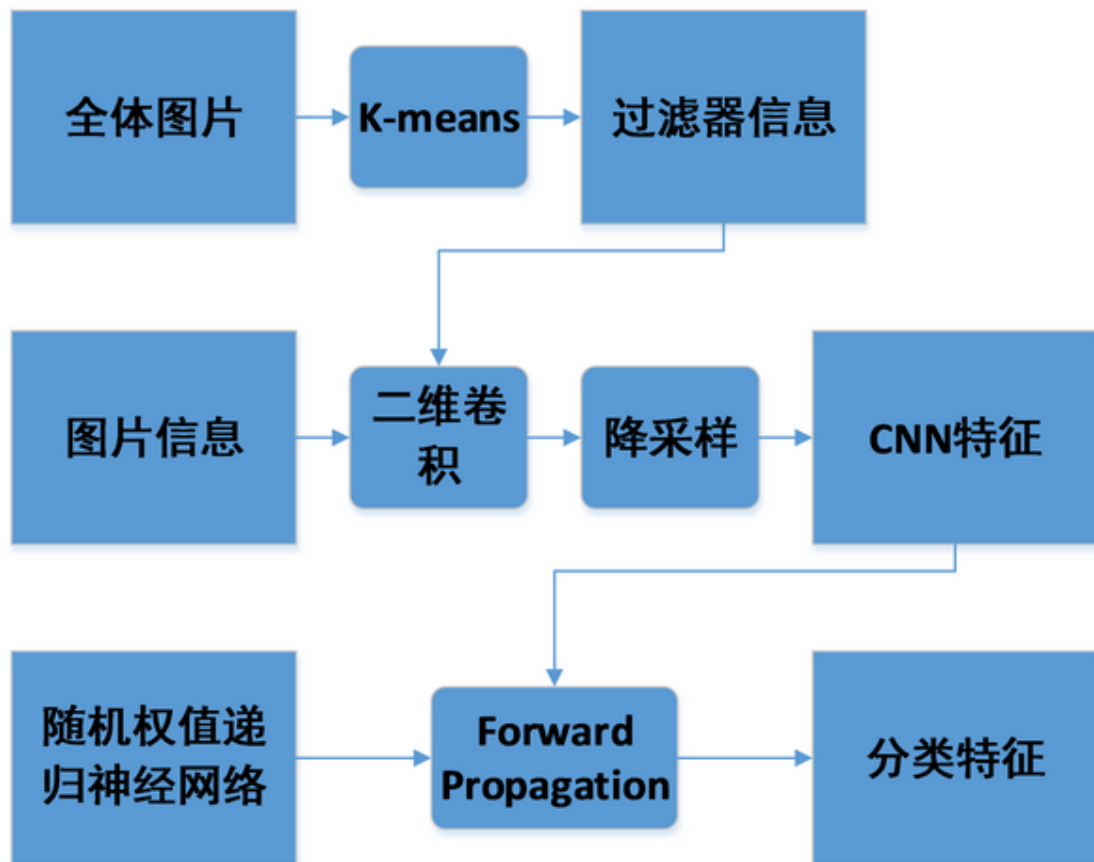 全体图片
K-means
过滤器信息
图片信息
二维卷
积
降采样
CNN特征
随机权值递
归神经网络
Forward
Propagation
分类特征